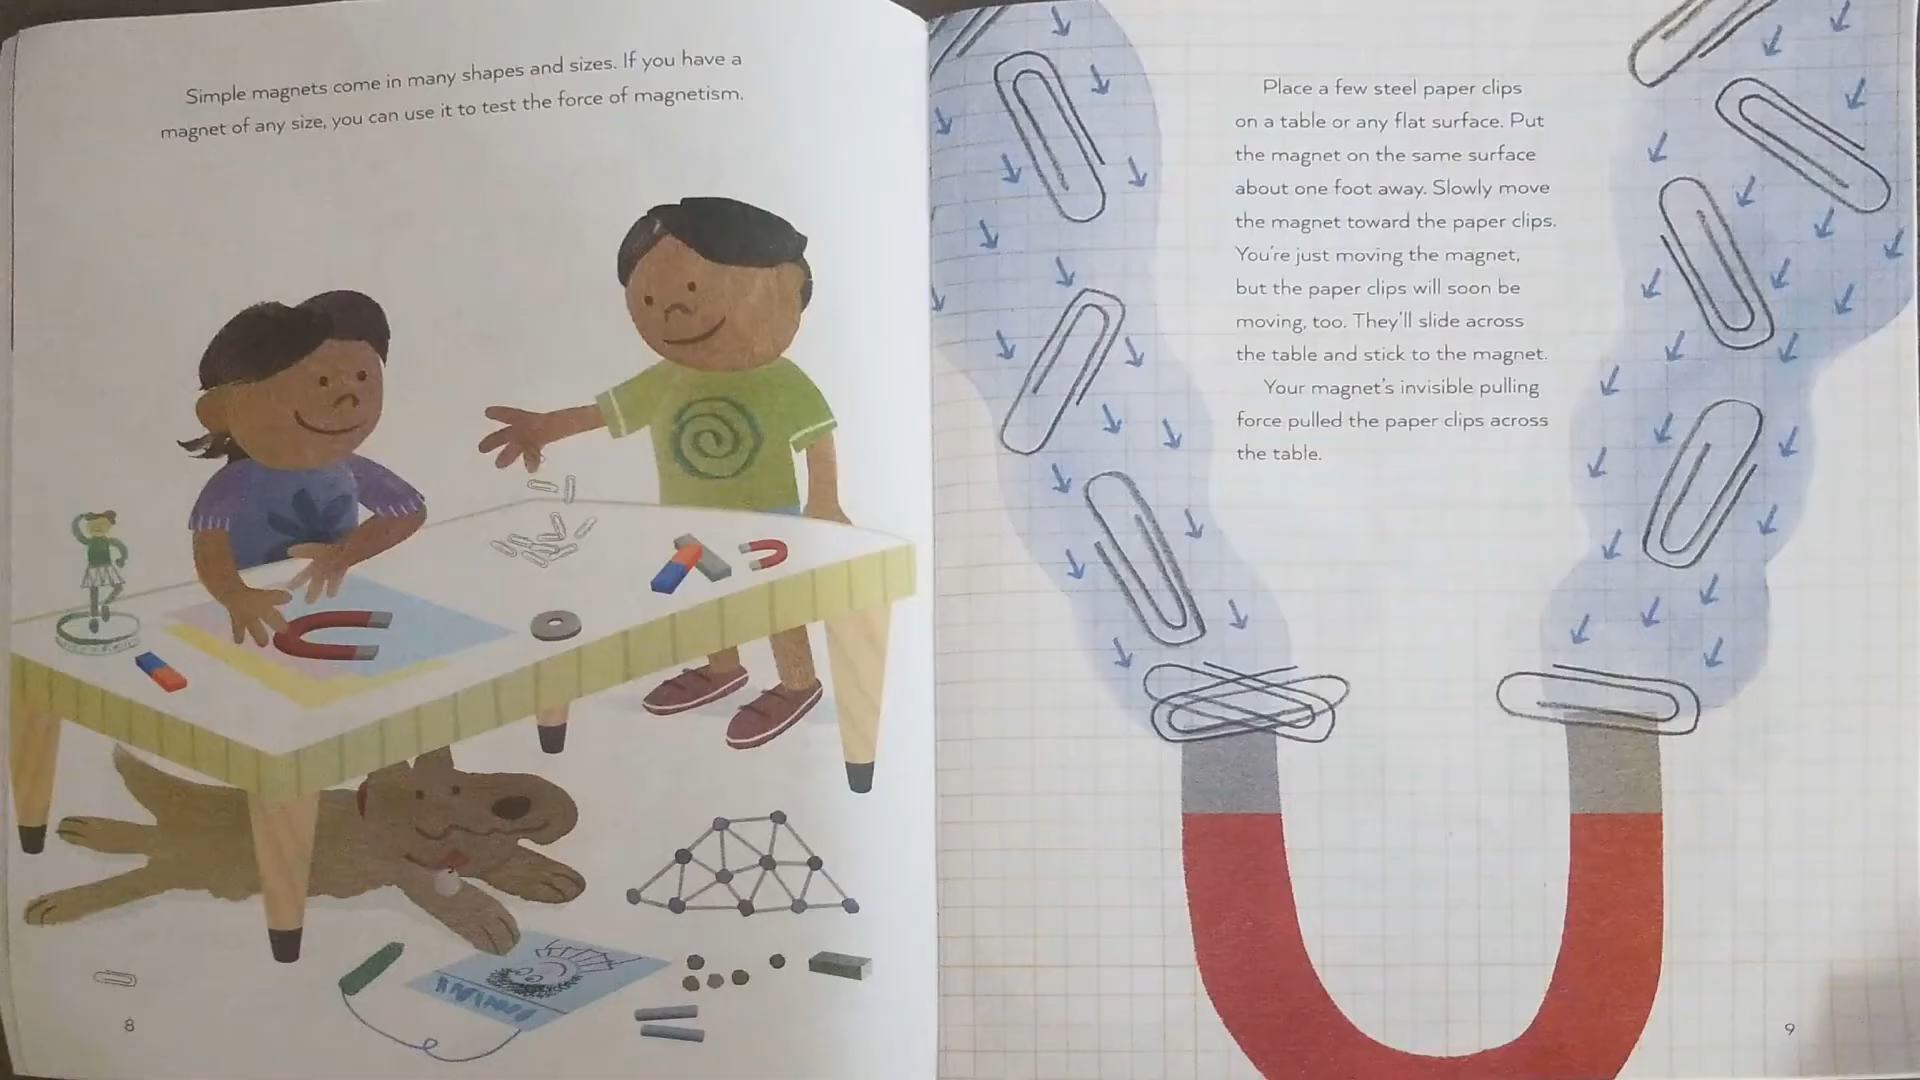 Simple magnets come in many shapes and sizes. If you have a
magnet of any size, you can use it to test the force of magnetism.
8
Place a few steel paper clips
on a table or any flat surface. Put
the magnet on the same surface
about one foot away. Slowly move
the magnet toward the paper clips.
You're just moving the magnet,
but the paper clips will soon be
moving, too. They'll slide across
the table and stick to the magnet.
Your magnet's invisible pulling
force pulled the paper clips across
the table.
9